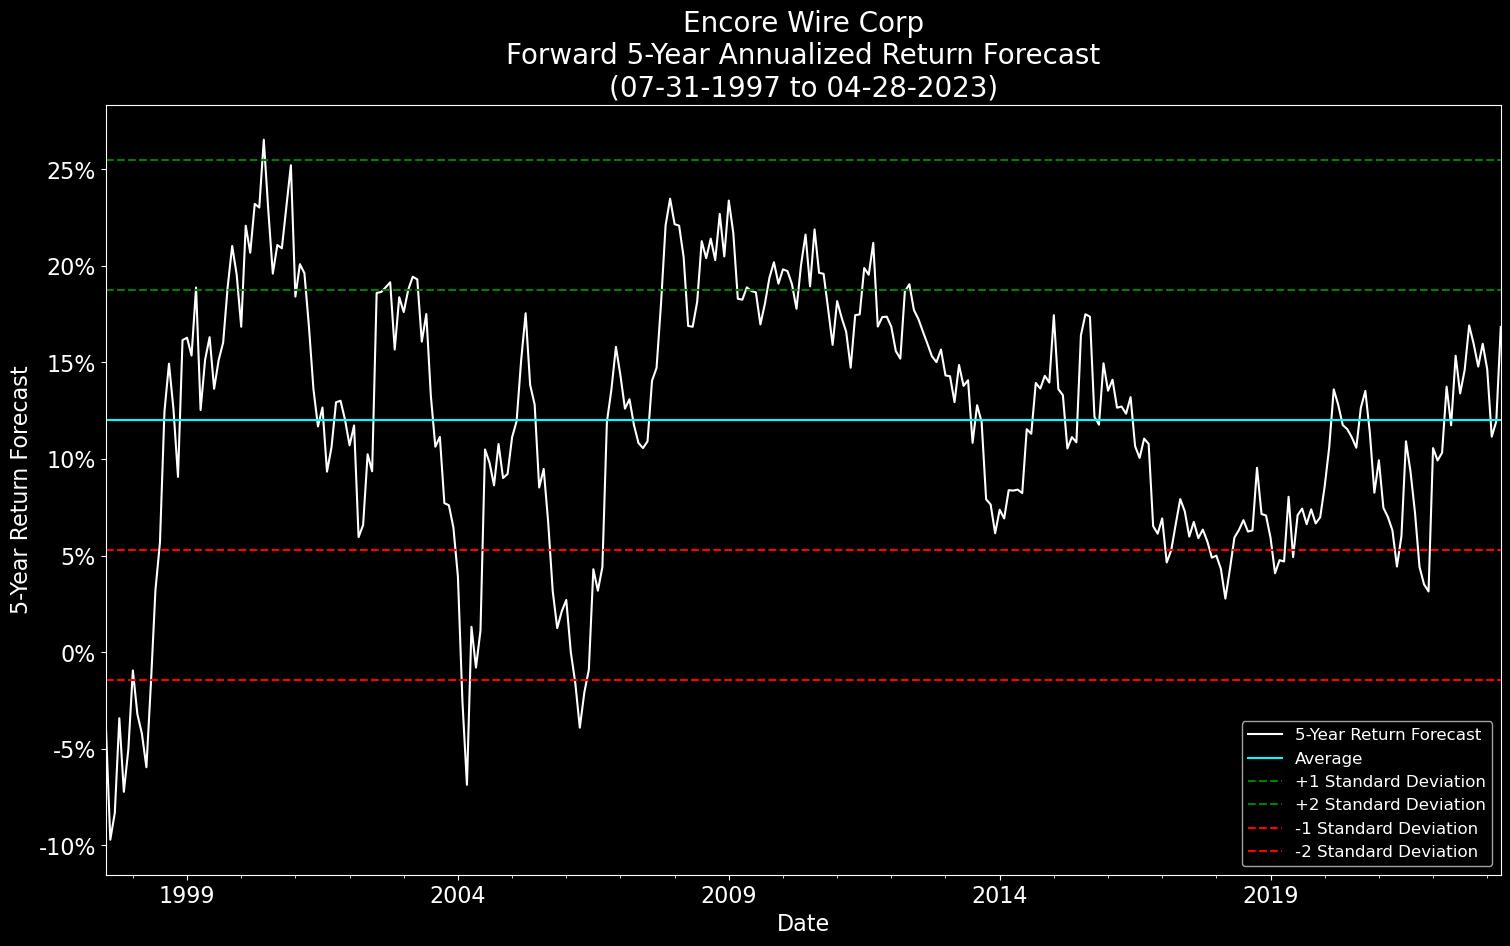 Encore Wire Corp
Forward 5-Year Annualized Return Forecast
(07-31-1997 to 04-28-2023)
5-Year Return Forecast
25%
20%
15%
10%
5%
0%
-5%
-10%
5-Year Return Forecast
Average
+1 Standard Deviation
+2 Standard Deviation
-1 Standard Deviation
-2 Standard Deviation
1999 2004 2009 2014 2019
Date